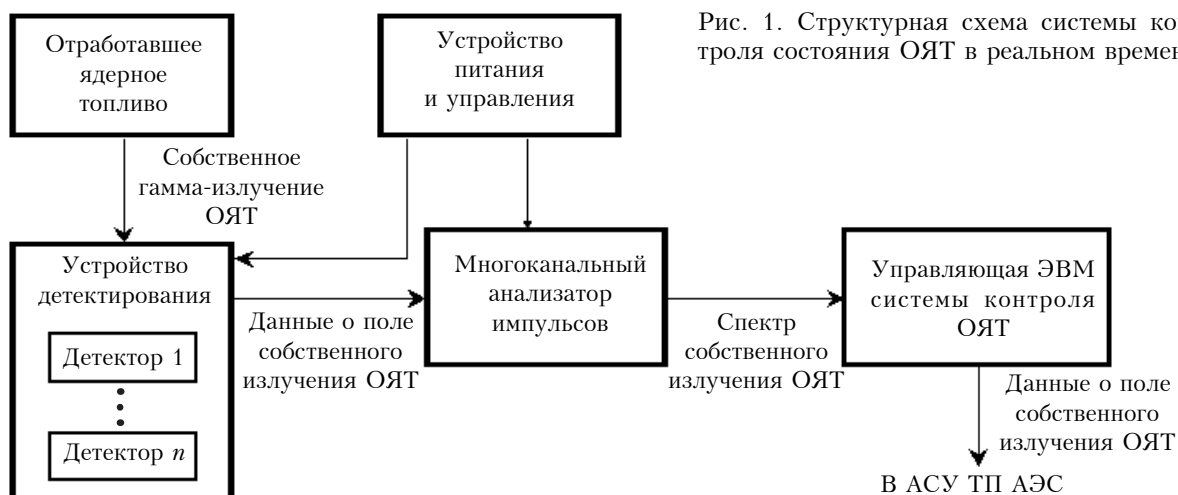 Рис. 1. Структурная схема системы кон
троля состояния ОЯТ в реальном времен
Отработавшее
ядерное
топливо
Устройство
питания
и управления
Собственное
гамма-излучение
ОЯТ
Устройство
детектирования
Детектор 1
Детектор n
Данные о поле
собственного
излучения ОЯТ
Многоканальный
анализатор
импульсов
Спектр
собственного
излучения ОЯТ
Управляющая ЭВМ
системы контроля
ОЯТ
Данные о поле
собственного
излучения ОЯТ
В АСУ ТП АЭС